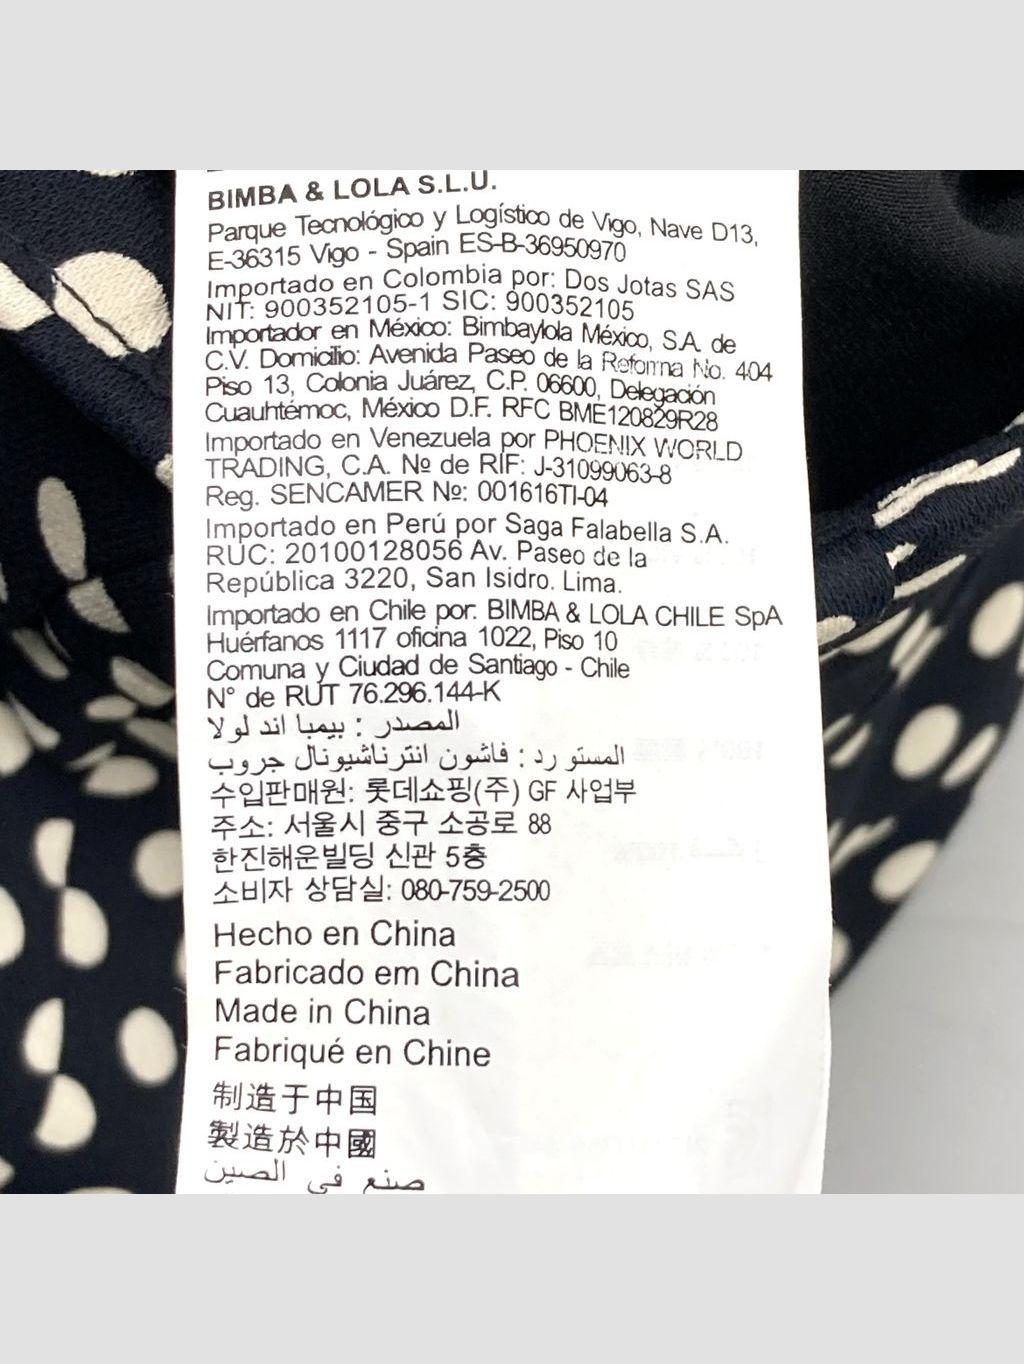 BIMBA & LOLA S.L.U.
Parque Tecnológico y Logístico de Vigo, Nave D13,
E-36315 Vigo - Spain ES-B-36950970
Importado en Colombia por: Dos Jotas SAS
NIT: 900352105-1 SIC: 900352105
Importador en México: Bimbaylola México, S.A. de
C.V. Domicilio: Avenida Paseo de la Reforma No. 404
Piso 13, Colonia Juárez, C.P. 06600, Delegación
Cuauhtémoc, México D.F. RFC BME120829R28
Importado en Venezuela por PHOENIX WORLD
TRADING, C.A. Nº de RIF: J-31099063-8
Reg. SENCAMER Nº: 001616TI-04
Importado en Perú por Saga Falabella S.A.
RUC: 20100128056 Av. Paseo de la
República 3220, San Isidro. Lima.
Importado en Chile por: BIMBA & LOLA CHILE SpA
Huérfanos 1117 oficina 1022, Piso 10
Comuna y Ciudad de Santiago - Chile
N° de RUT 76.296.144-K
المصدر : بيمبا اند لولا
المستورد : فاشون انترناشيونال جروب
수입판매원: 롯데쇼핑(주) GF 사업부
주소: 서울시 중구 소공로 88
한진해운빌딩 신관 5층
소비자 상담실: 080-759-2500
Hecho en China
Fabricado em China
Made in China
Fabriqué en Chine
制造于中国
製造於中國
صنع في الصين